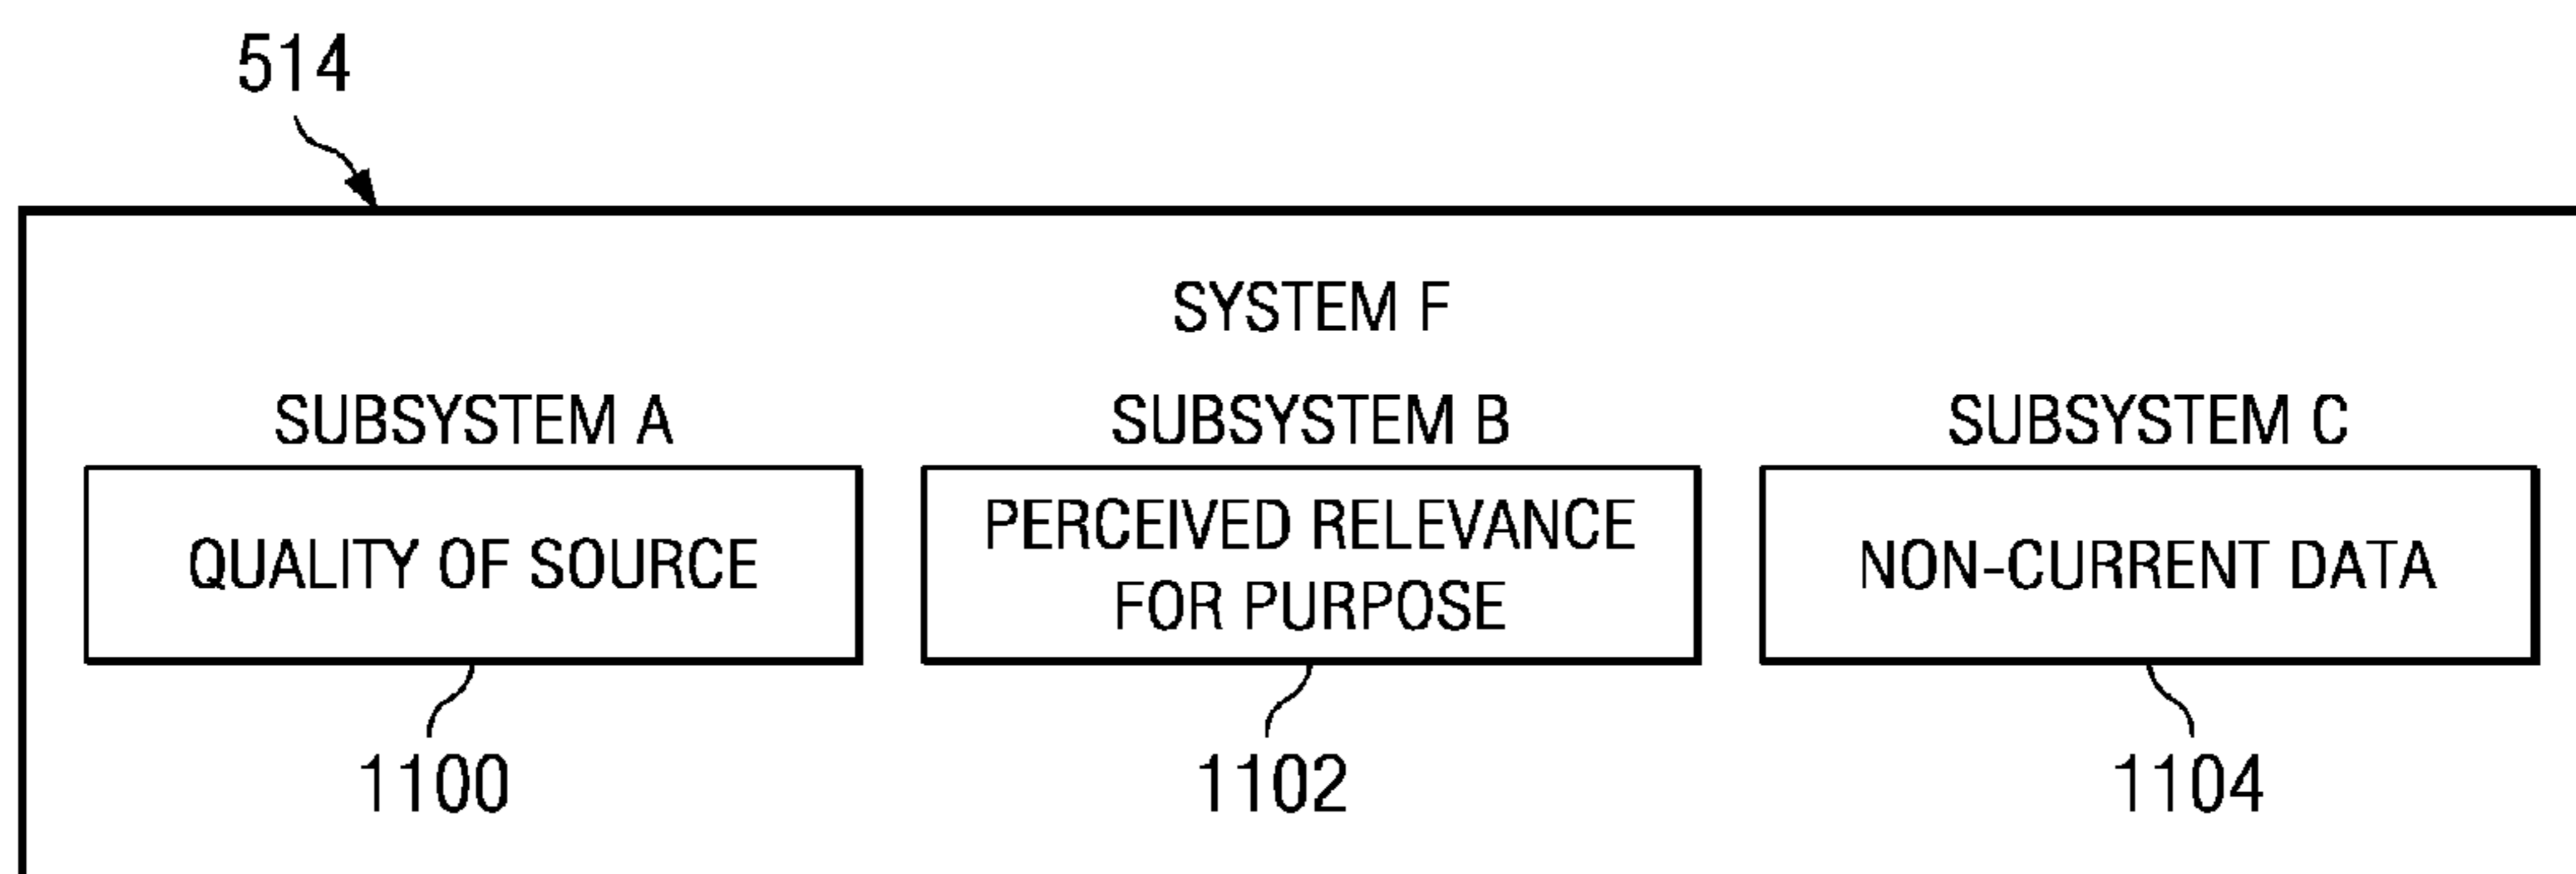 514
SYSTEM F
SUBSYSTEM A SUBSYSTEM B SUBSYSTEM C
QUALITY OF SOURCE
PERCEIVED RELEVANCE
FOR PURPOSE
NON-CURRENT DATA
1100 1102 1104